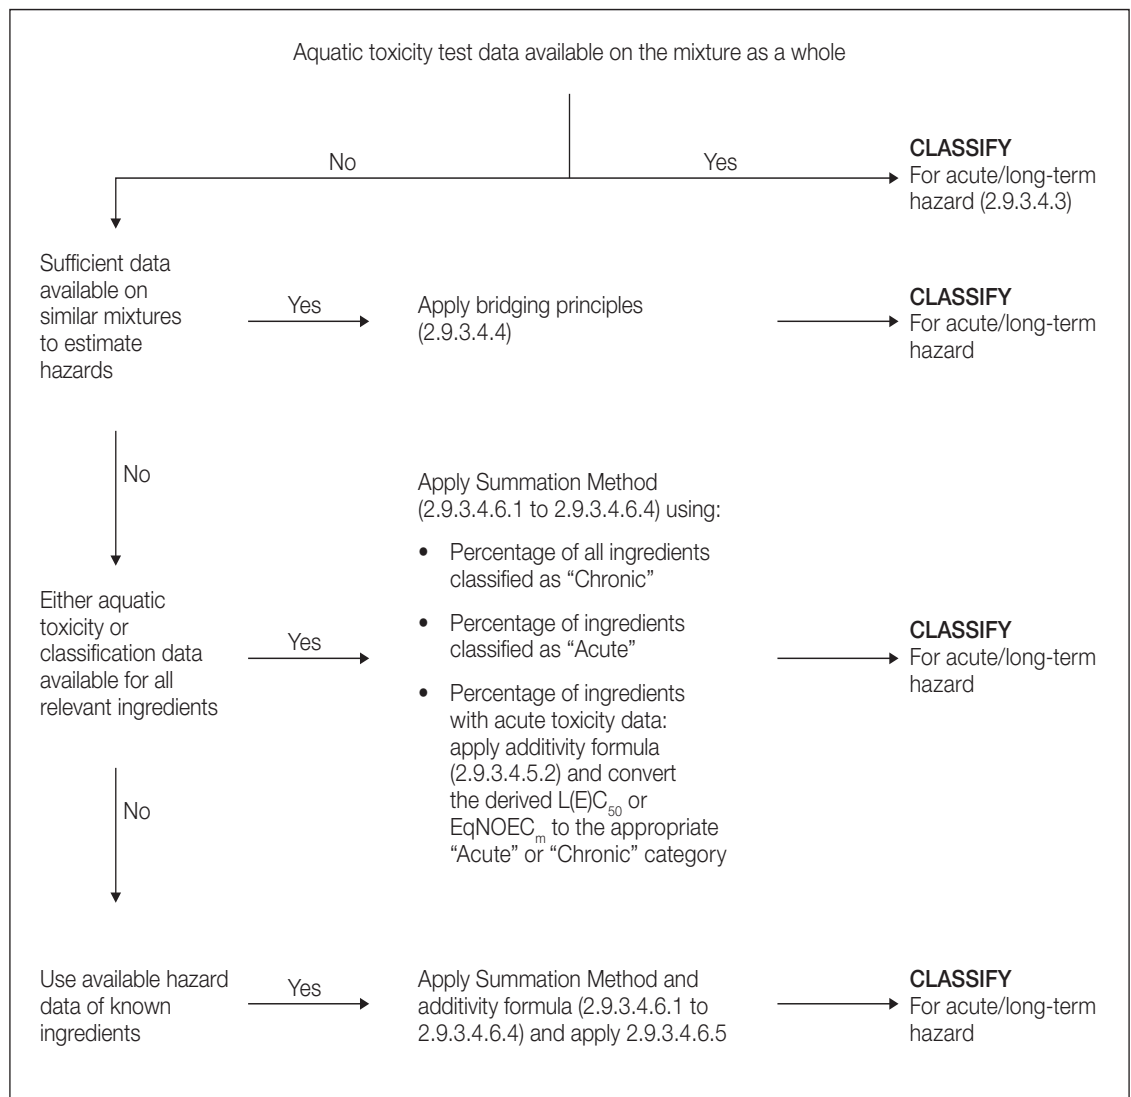 Aquatic toxicity test data available on the mixture as a whole
No
Yes
CLASSIFY
For acute/long-term
hazard (2.9.3.4.3)
Sufficient data
available on
similar mixtures
to estimate
hazards
Yes
Apply bridging principles
(2.9.3.4.4)
CLASSIFY
For acute/long-term
hazard
No
Either aquatic
toxicity or
classification data
available for all
relevant ingredients
Yes
Apply Summation Method
(2.9.3.4.6.1 to 2.9.3.4.6.4) using:
• Percentage of all ingredients
classified as “Chronic”
• Percentage of ingredients
classified as “Acute”
• Percentage of ingredients
with acute toxicity data:
apply additivity formula
(2.9.3.4.5.2) and convert
the derived L(E)C50 or
EqNOECm to the appropriate
“Acute” or “Chronic” category
CLASSIFY
For acute/long-term
hazard
No
Use available hazard
data of known
ingredients
Yes
Apply Summation Method and
additivity formula (2.9.3.4.6.1 to
2.9.3.4.6.4) and apply 2.9.3.4.6.5
CLASSIFY
For acute/long-term
hazard